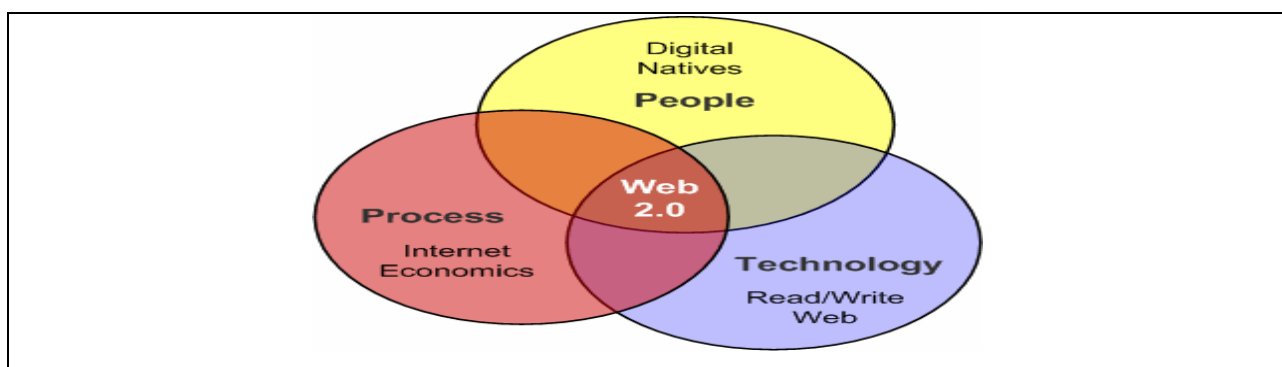 Digital
Natives
People
Web
2.0
Process
Internet
Economics
Technology
Read/Write
Web